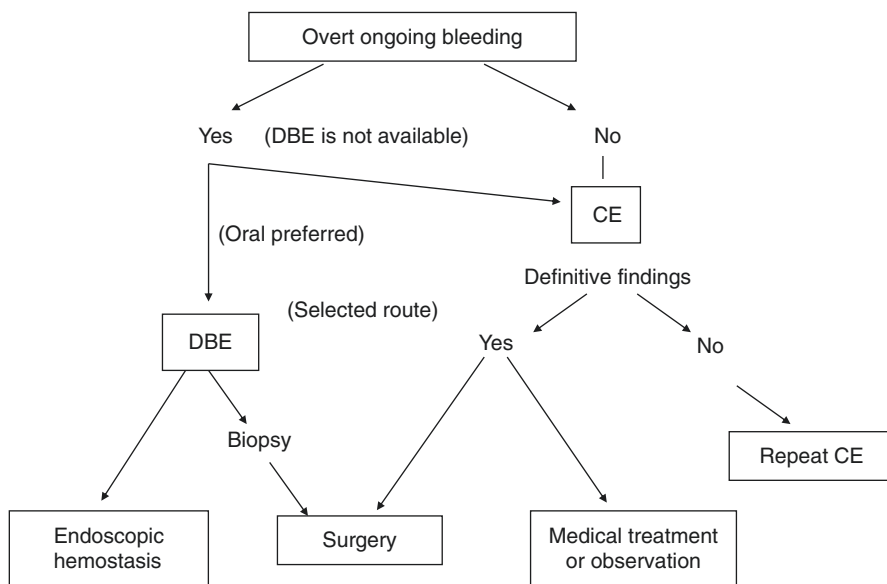 Overt ongoing bleeding
Yes
(DBE is not available)
No
CE
(Oral preferred)
Definitive findings
(Selected route)
DBE
Yes
No
Biopsy
Repeat CE
Endoscopic
hemostasis
Surgery
Medical treatment
or observation